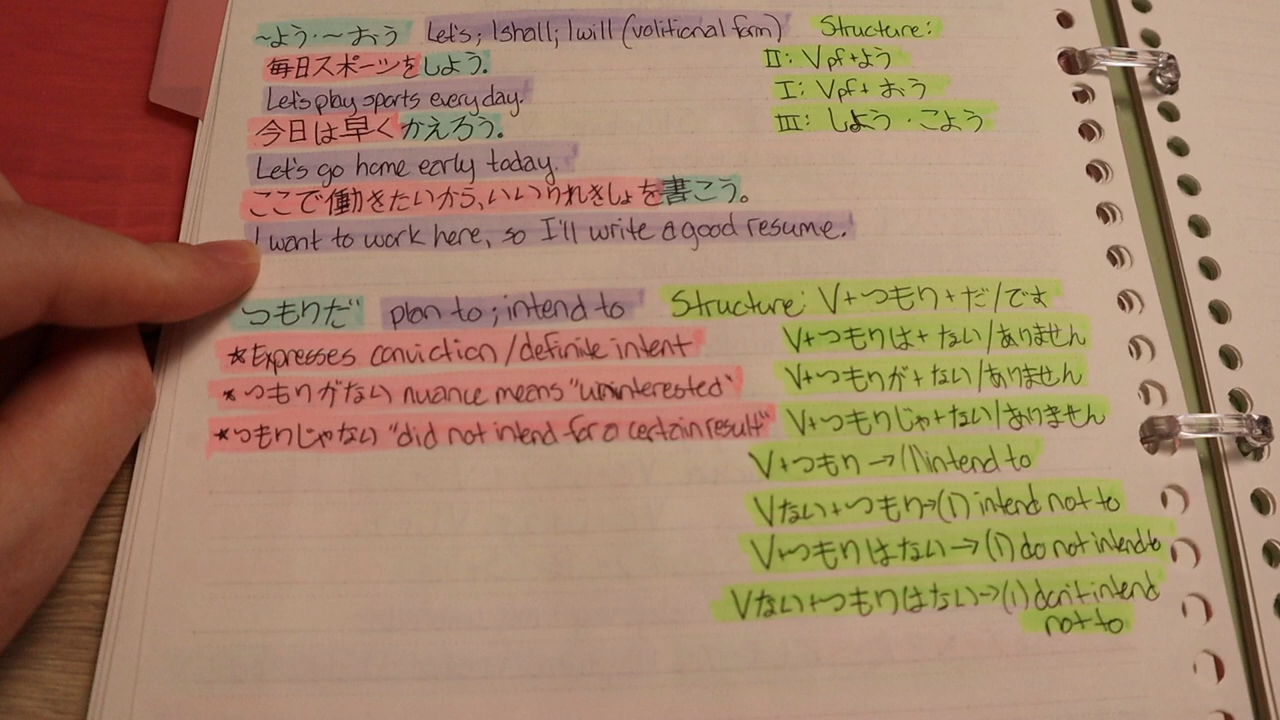 ~よう・~おう Let's; I shall; I will (volitional form) Structure:
毎日スポーツをしよう。 II: Vpf+よう
Let's play sports every day. I: Vpf+おう
今日は早くかえろう。 III: しよう・こよう
Let's go home early today.
ここで働きたいから、いいりれきしょを書こう。
I want to work here, so I'll write a good resume.
つもりだ plan to; intend to Structure: V+つもり+だ/です
*Expresses conviction/definite intent V+つもりは+ない/ありません
*つもりがない nuance means "uninterested" V+つもりが+ない/ありません
*つもりじゃない "did not intend for a certain result" V+つもりじゃ+ない/ありません
V+つもり→(I)intend to
Vない+つもり→(I) intend not to
V+つもりはない→(I) do not intend to
Vない+つもりはない→(I) don't intend
not to